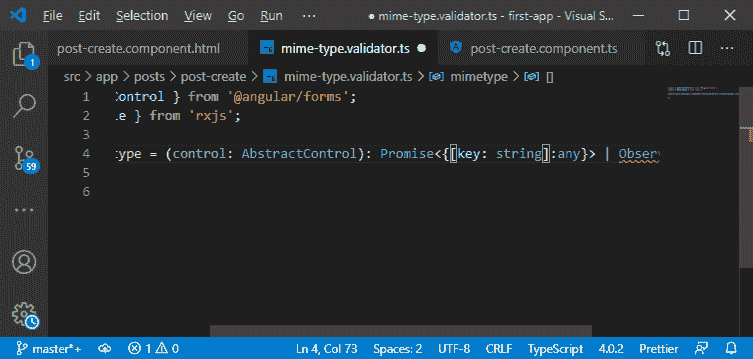 File Edit Selection View Go Run ··· ● mime-type.validator.ts - first-app - Visual S...
1
post-create.component.html mime-type.validator.ts ● post-create.component.ts ···
src > app > posts > post-create > TS mime-type.validator.ts > mimetype > []
1 Control } from '@angular/forms';
2 le } from 'rxjs';
3
4 type = (control: AbstractControl): Promise<{[key: string]:any}> | Observ
5
6
59
master*+ 1 0 Ln 4, Col 73 Spaces: 2 UTF-8 CRLF TypeScript 4.0.2 Prettier